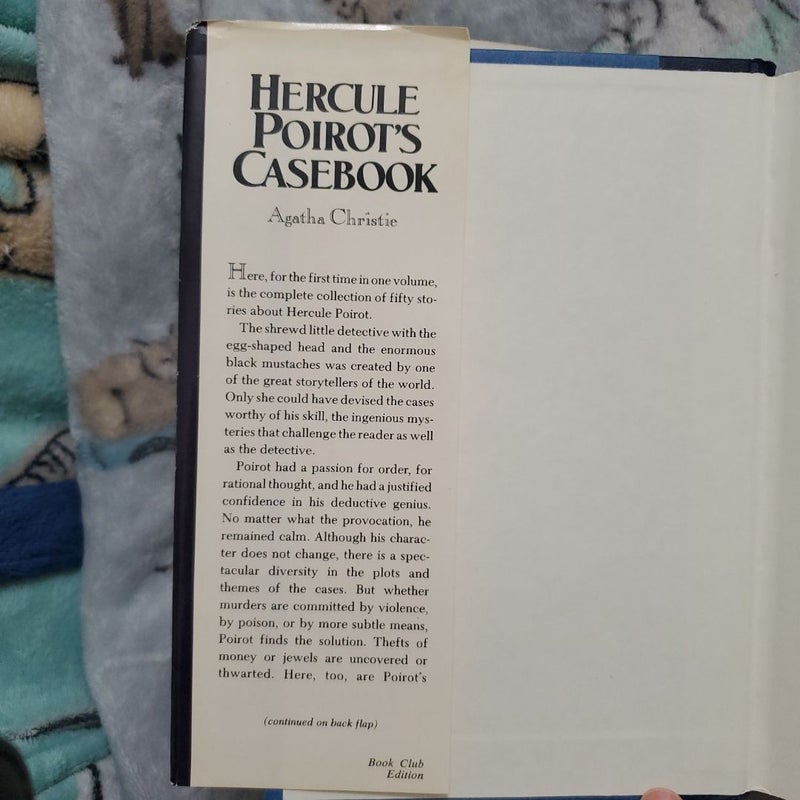 HERCULE
POIROT'S
CASEBOOK
Agatha Christie
Here, for the first time in one volume,
is the complete collection of fifty sto-
ries about Hercule Poirot.
The shrewd little detective with the
egg-shaped head and the enormous
black mustaches was created by one
of the great storytellers of the world.
Only she could have devised the cases
worthy of his skill, the ingenious mys-
teries that challenge the reader as well
as the detective.
Poirot had a passion for order, for
rational thought, and he had a justified
confidence in his deductive genius.
No matter what the provocation, he
remained calm. Although his charac-
ter does not change, there is a spec-
tacular diversity in the plots and
themes of the cases. But whether
murders are committed by violence,
by poison, or by more subtle means,
Poirot finds the solution. Thefts of
money or jewels are uncovered or
thwarted. Here, too, are Poirot's
(continued on back flap)
Book Club
Edition